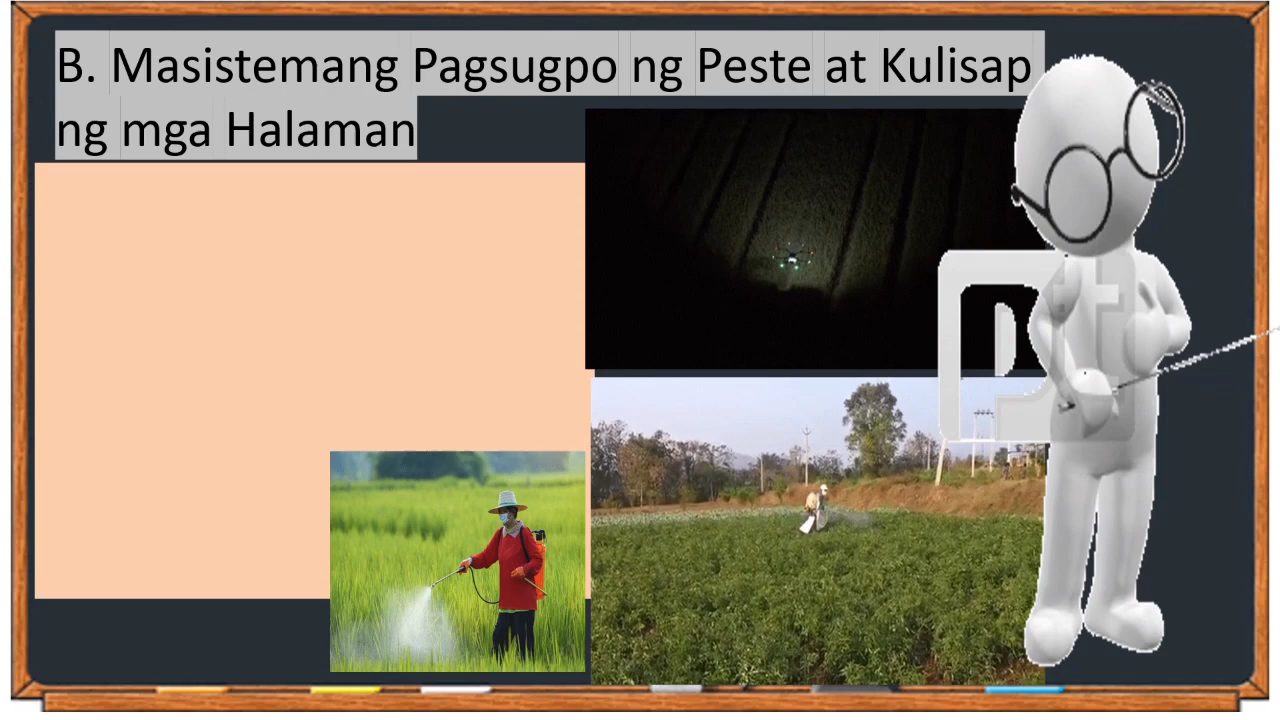 B. Masistemang Pagsugpo ng Peste at Kulisap
ng mga Halaman